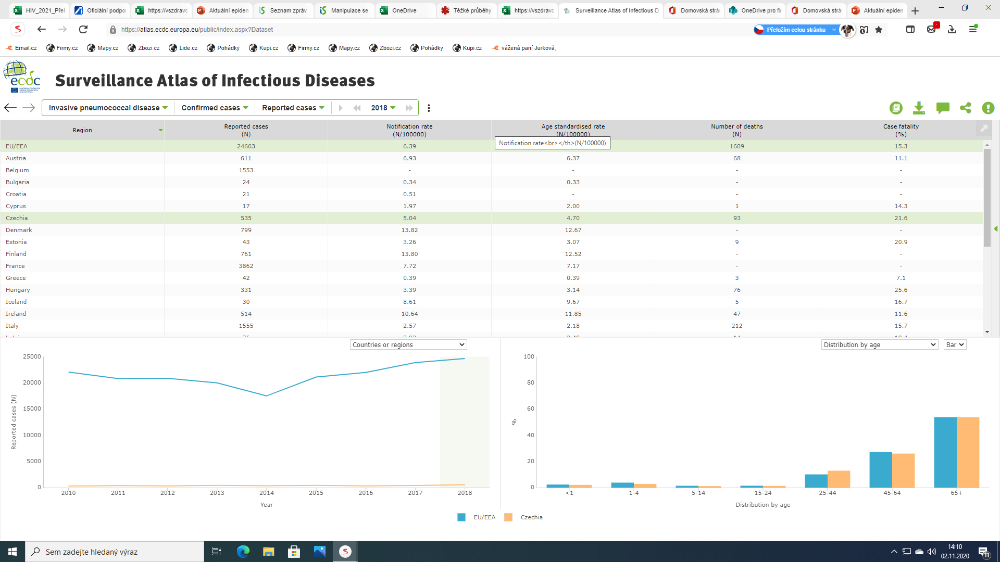 HIV_2021_Přel
Oficiální podpo
https://vszdravo
Aktuální epiden
Seznam zpráv
Manipulace se
OneDrive
Těžké průběhy
https://vszdravo
Surveillance Atlas of Infectious D
Domovská strá
OneDrive pro fir
Domovská strá
Aktuální epiden
https://atlas.ecdc.europa.eu/public/index.aspx?Dataset
Přeložím celou stránku
Email.cz Firmy.cz Mapy.cz Zbozi.cz Lide.cz Pohádky Kupi.cz Firmy.cz Mapy.cz Zbozi.cz Pohádky Kupi.cz vážená paní Jurková,
ecdc
Surveillance Atlas of Infectious Diseases
Invasive pneumococcal disease Confirmed cases Reported cases 2018
Region Reported cases (N) Notification rate (N/100000) Age standardised rate (N/100000) Number of deaths (N) Case fatality (%)
Notification rate<br></th>(N/100000)
EU/EEA 24663 6.39 1609 15.3
Austria 611 6.93 6.37 68 11.1
Belgium 1553 - - - -
Bulgaria 24 0.34 0.33 - -
Croatia 21 0.51 - - -
Cyprus 17 1.97 2.00 1 14.3
Czechia 535 5.04 4.70 93 21.6
Denmark 799 13.82 12.67 - -
Estonia 43 3.26 3.07 9 20.9
Finland 761 13.80 12.52 - -
France 3862 7.72 7.17 - -
Greece 42 0.39 0.39 3 7.1
Hungary 331 3.39 3.14 76 25.6
Iceland 30 8.61 9.67 5 16.7
Ireland 514 10.64 11.85 47 11.6
Italy 1555 2.57 2.18 212 15.7
Countries or regions
25000
20000
15000
10000
5000
0
Reported cases (N)
2010 2011 2012 2013 2014 2015 2016 2017 2018
Year
Distribution by age Bar
100
80
60
40
20
0
%
<1 1-4 5-14 15-24 25-44 45-64 65+
Distribution by age
EU/EEA Czechia
Sem zadejte hledaný výraz
14:10
02.11.2020
11